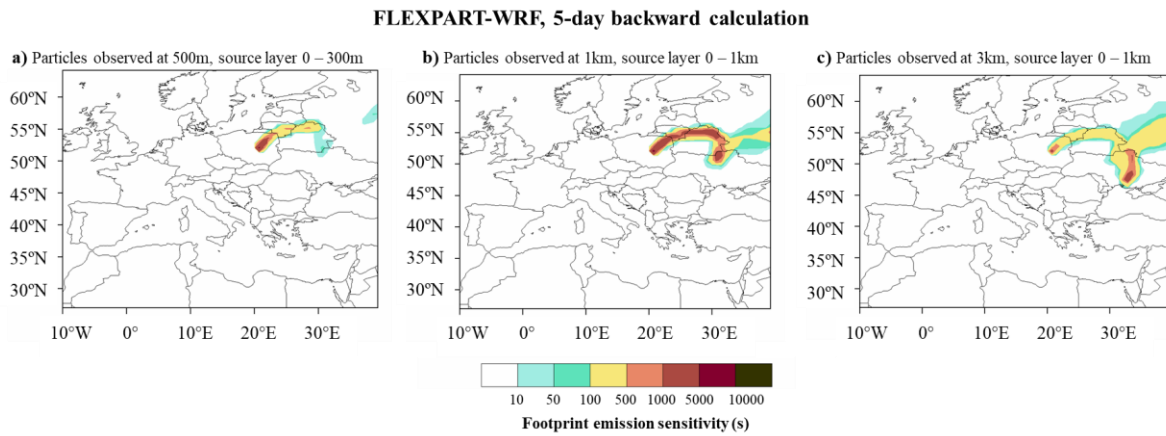 FLEXPART-WRF, 5-day backward calculation
a) Particles observed at 500m, source layer 0 – 300m
b) Particles observed at 1km, source layer 0 – 1km
c) Particles observed at 3km, source layer 0 – 1km
60ºN
55ºN
50ºN
45ºN
40ºN
35ºN
30ºN
10ºW 0° 10ºE 20ºE 30ºE
60ºN
55ºN
50ºN
45ºN
40ºN
35ºN
30ºN
10ºW 0° 10ºE 20ºE 30ºE
60ºN
55ºN
50ºN
45ºN
40ºN
35ºN
30ºN
10ºW 0° 10ºE 20ºE 30ºE
10 50 100 500 1000 5000 10000
Footprint emission sensitivity (s)